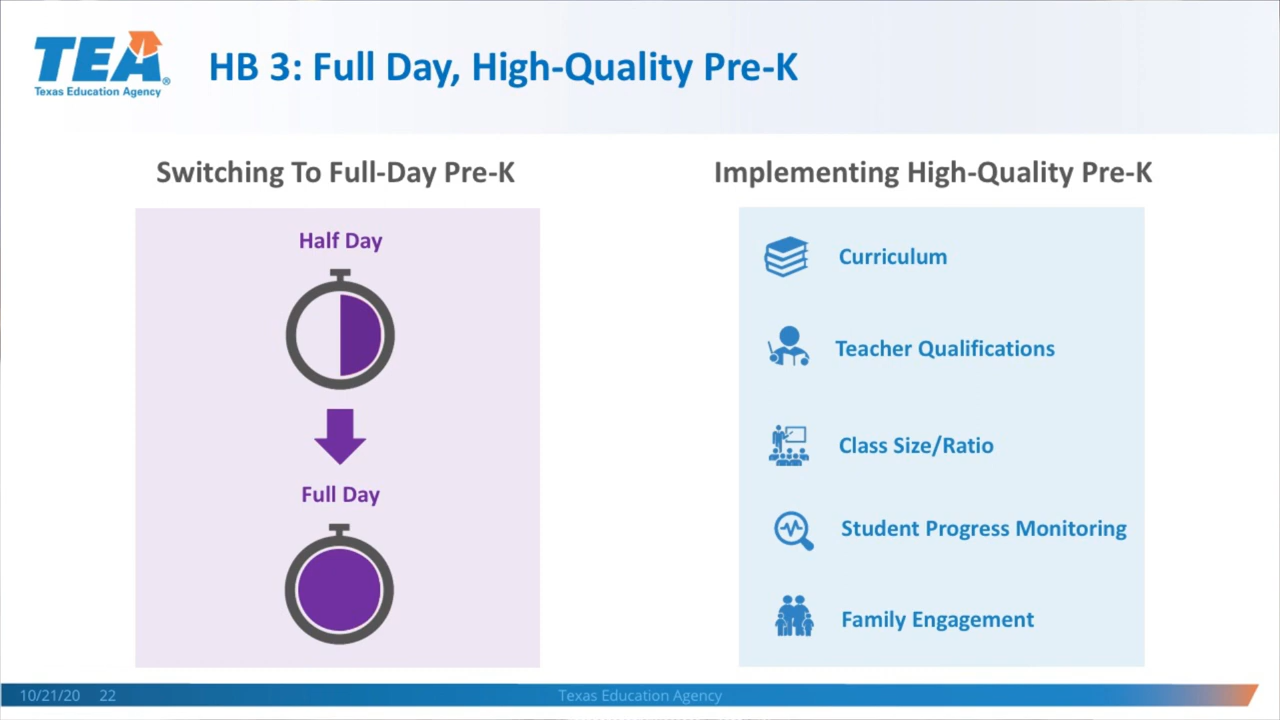 TEA®
Texas Education Agency
HB 3: Full Day, High-Quality Pre-K
Switching To Full-Day Pre-K
Half Day
Full Day
Implementing High-Quality Pre-K
Curriculum
Teacher Qualifications
Class Size/Ratio
Student Progress Monitoring
Family Engagement
10/21/20 22
Texas Education Agency